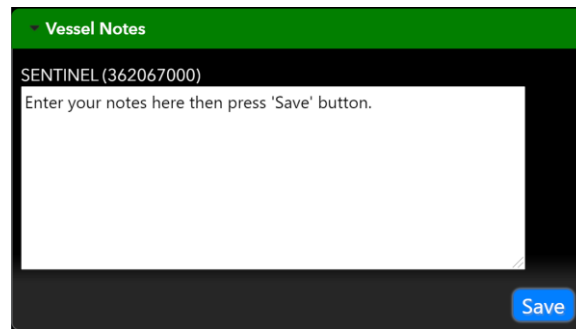 Vessel Notes
SENTINEL (362067000)
Enter your notes here then press 'Save' button.
Save